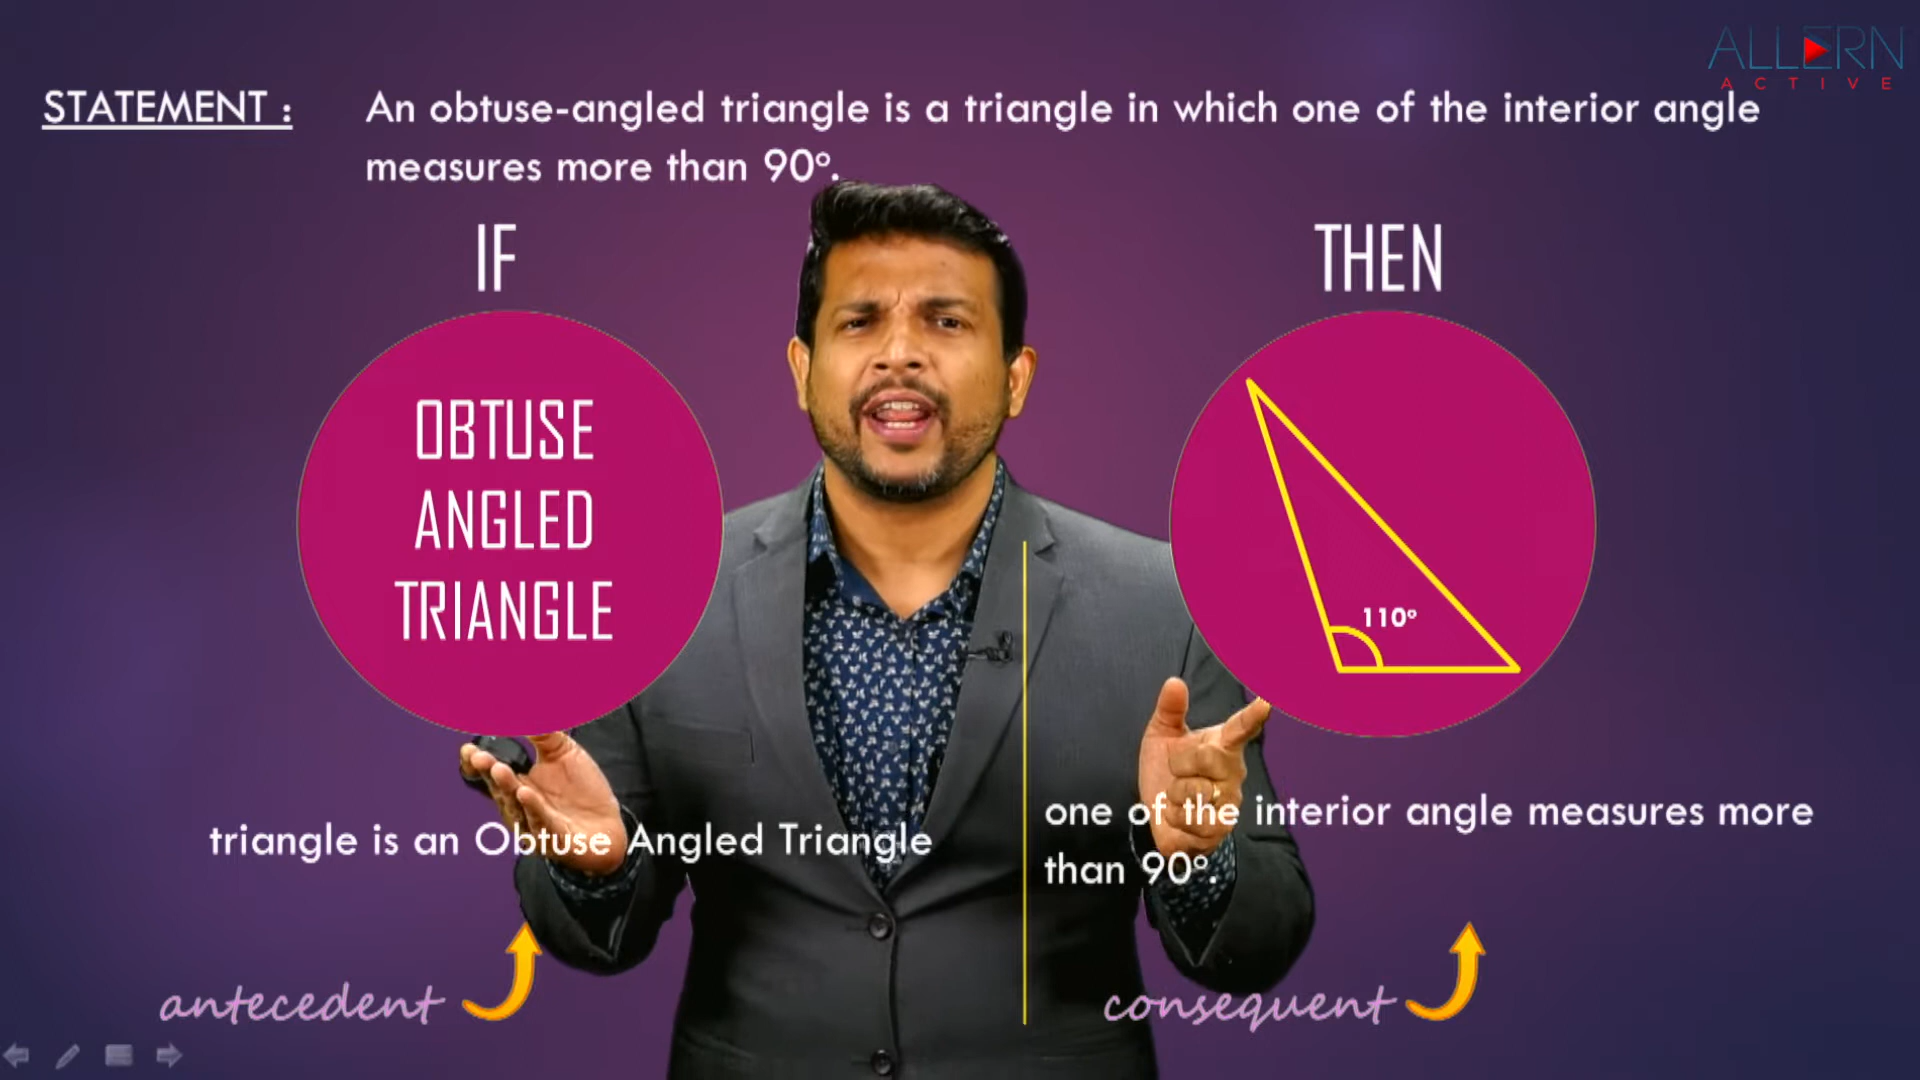 ALLERN
ACTIVE
STATEMENT :
An obtuse-angled triangle is a triangle in which one of the interior angle
measures more than 90°.
IF
THEN
OBTUSE
ANGLED
TRIANGLE
110°
triangle is an Obtuse Angled Triangle
one of the interior angle measures more
than 90°.
antecedent
consequent